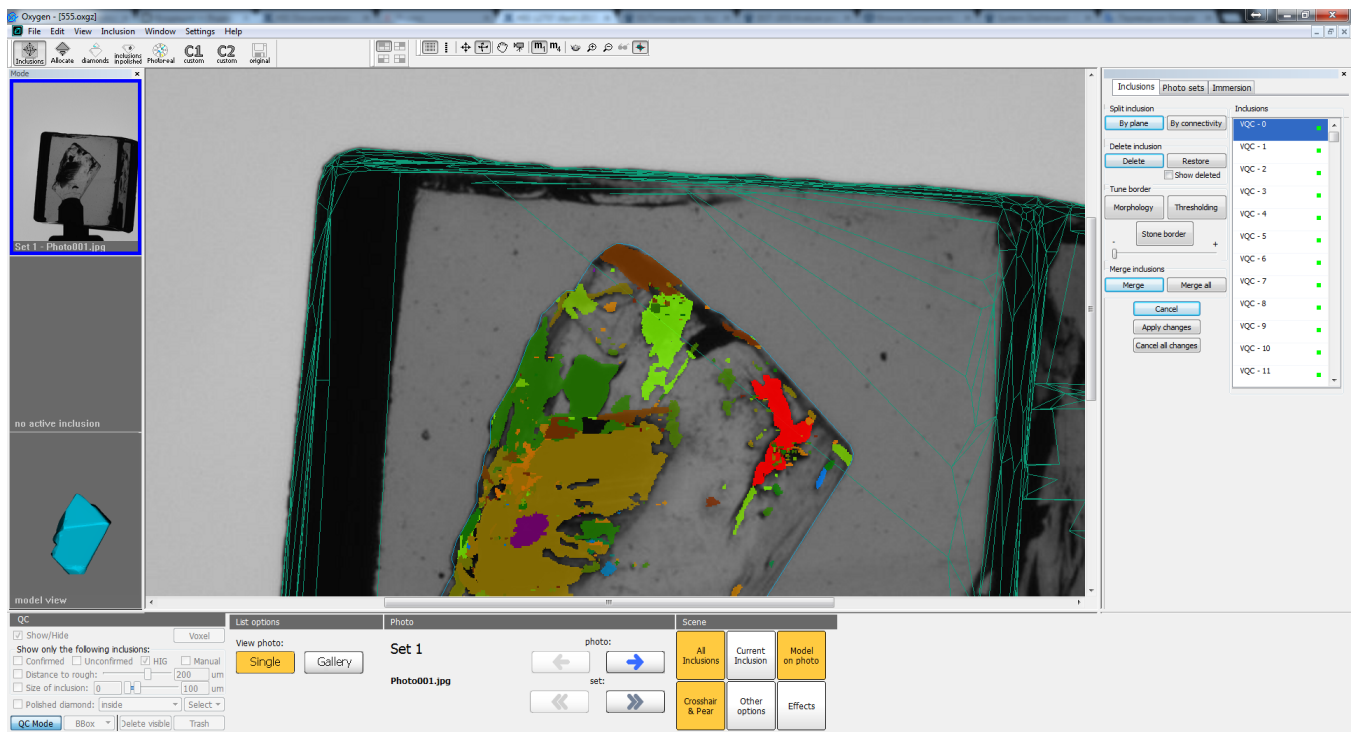 Oxygen - [555.oxgz]
File Edit View Inclusion Window Settings Help
Inclusions Allocate diamonds inclusions inpolished Photoreal C1 custom C2 custom original
m1 m4
Mode
Set 1 - Photo001.jpg
no active inclusion
model view
Inclusions Photo sets Immersion
Split inclusion
By plane By connectivity
Delete inclusion
Delete Restore
Show deleted
Tune border
Morphology Thresholding
Stone border
- +
Merge inclusions
Merge Merge all
Cancel
Apply changes
Cancel all changes
Inclusions
VQC - 0
VQC - 1
VQC - 2
VQC - 3
VQC - 4
VQC - 5
VQC - 6
VQC - 7
VQC - 8
VQC - 9
VQC - 10
VQC - 11
QC
Show/Hide Voxel
Show only the following inclusions:
Confirmed Unconfirmed HIG Manual
Distance to rough: 200 um
Size of inclusion: 0 100 um
Polished diamond: inside Select
QC Mode BBox Delete visible Trash
List options
View photo:
Single Gallery
Photo
Set 1
Photo001.jpg
photo:
set:
Scene
All Inclusions
Current Inclusion
Model on photo
Crosshair & Pear
Other options
Effects